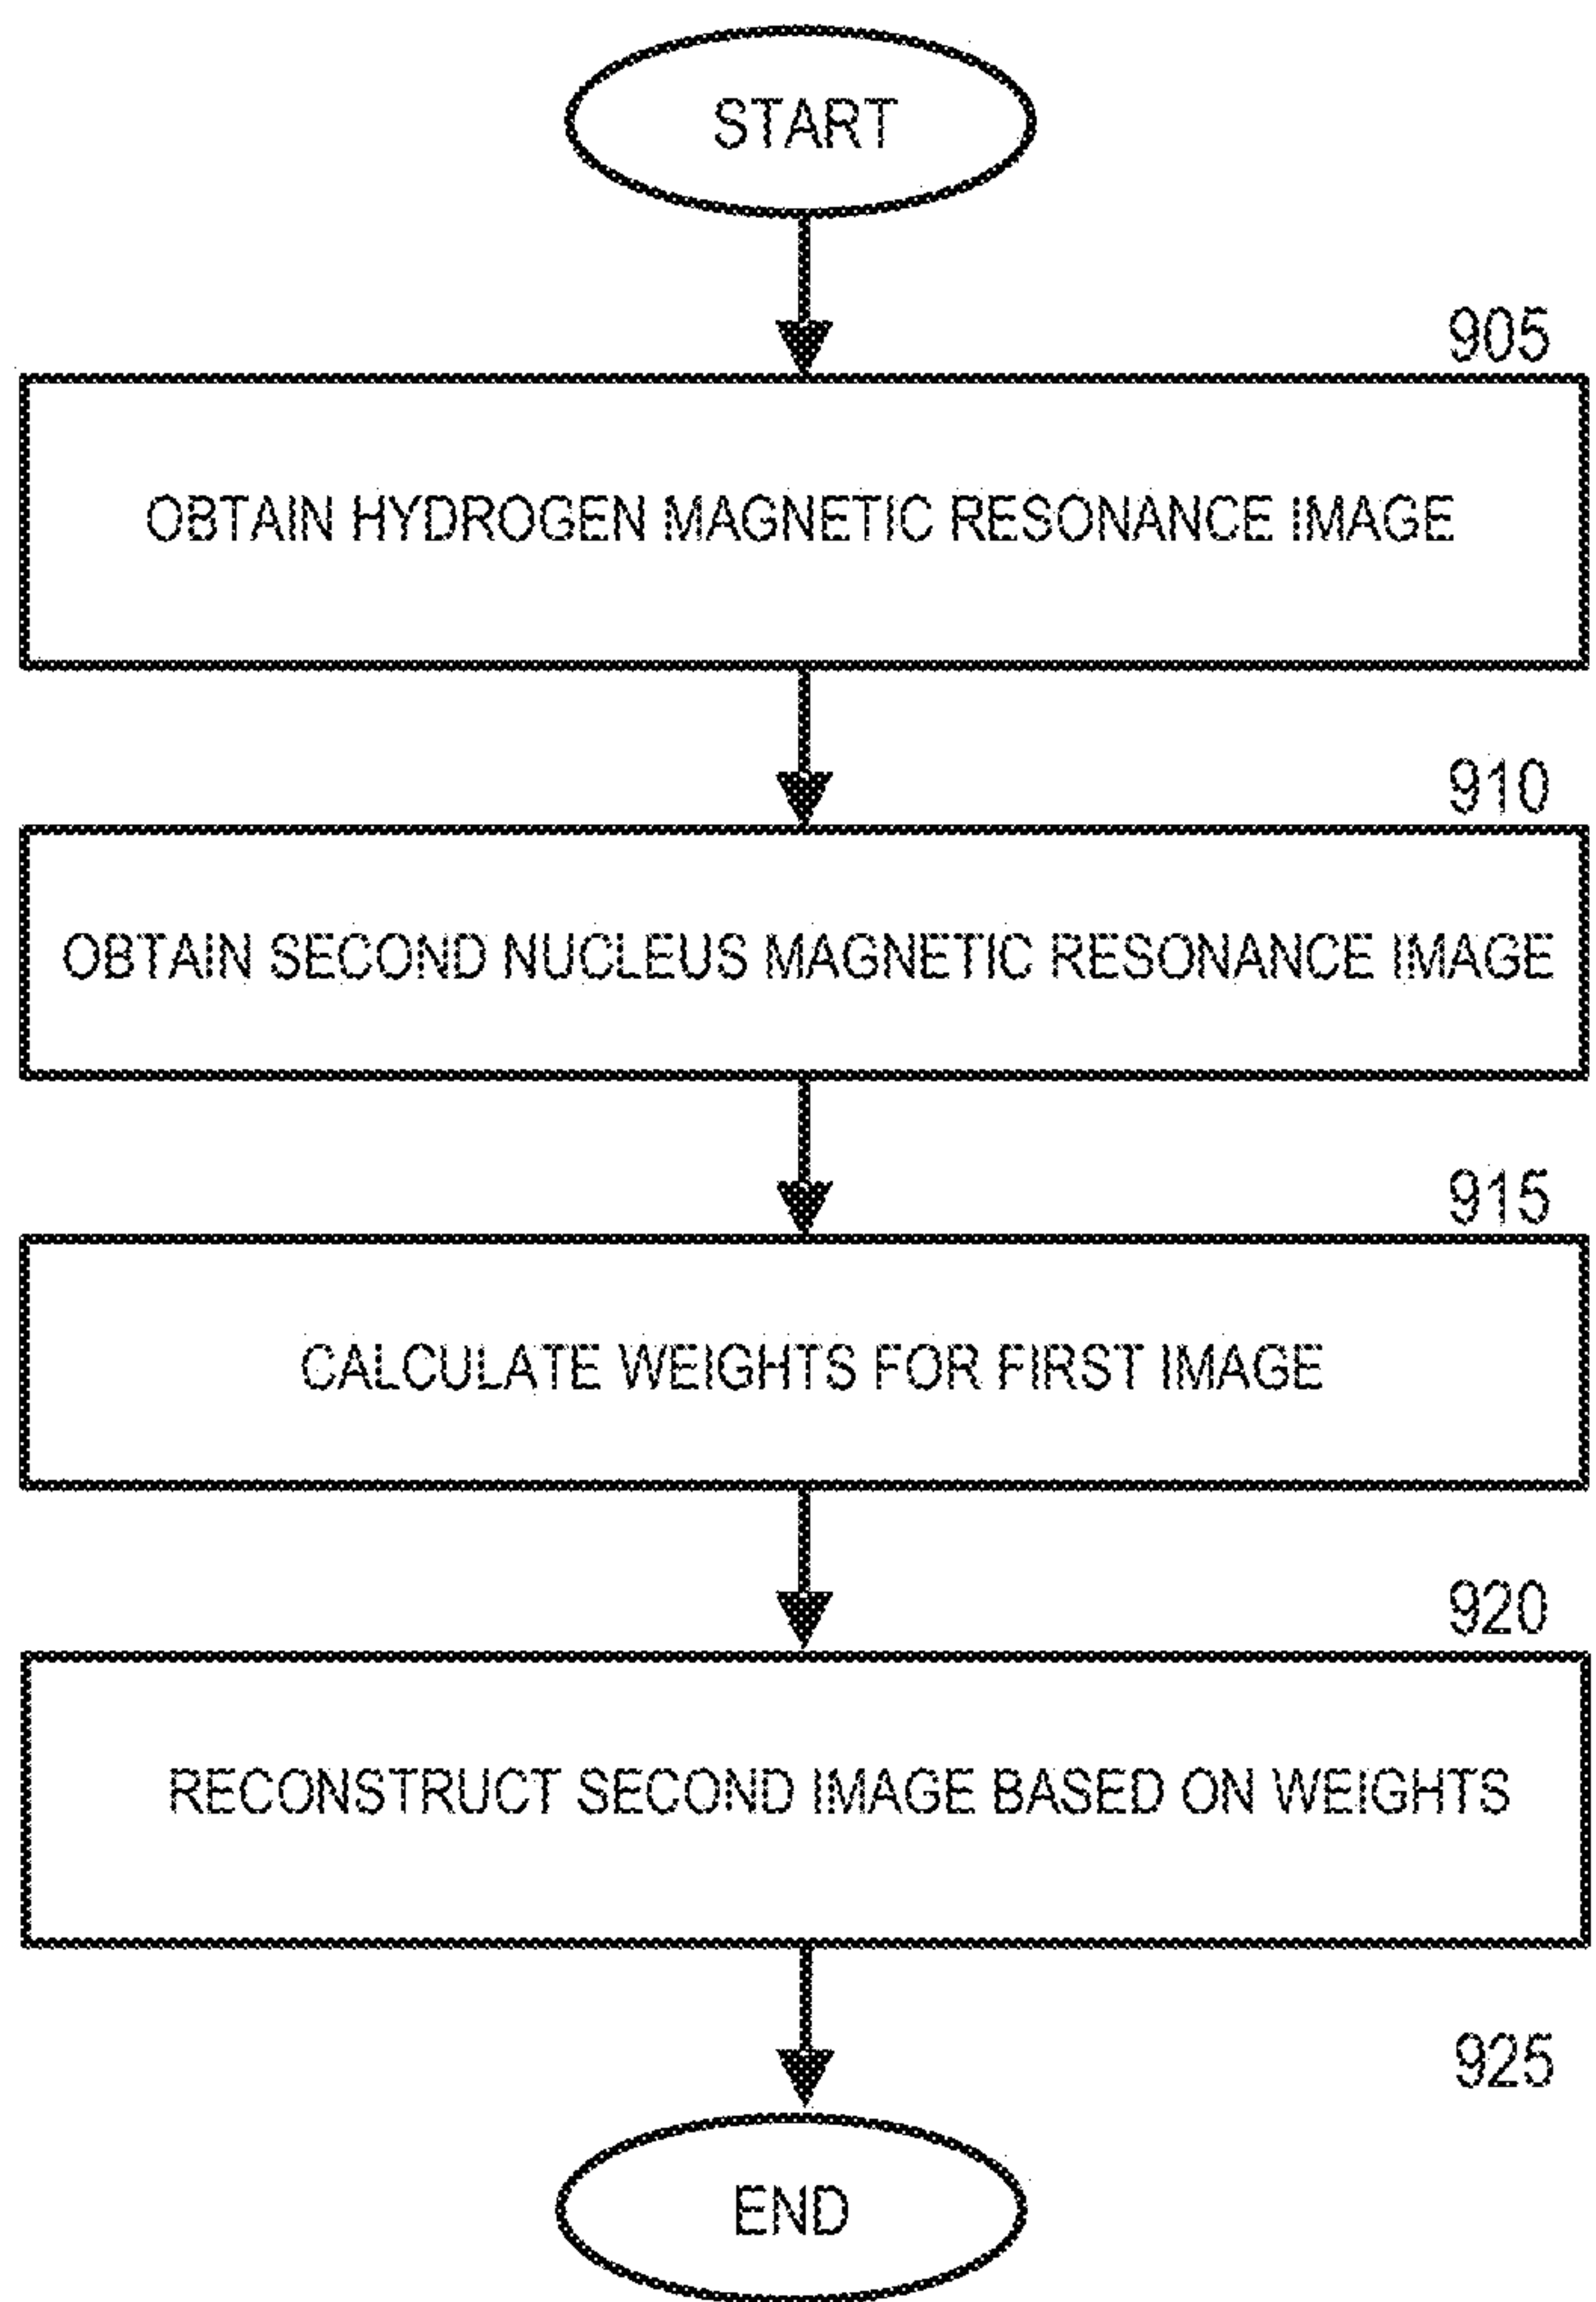 START
905
OBTAIN HYDROGEN MAGNETIC RESONANCE IMAGE
910
OBTAIN SECOND NUCLEUS MAGNETIC RESONANCE IMAGE
915
CALCULATE WEIGHTS FOR FIRST IMAGE
920
RECONSTRUCT SECOND IMAGE BASED ON WEIGHTS
925
END